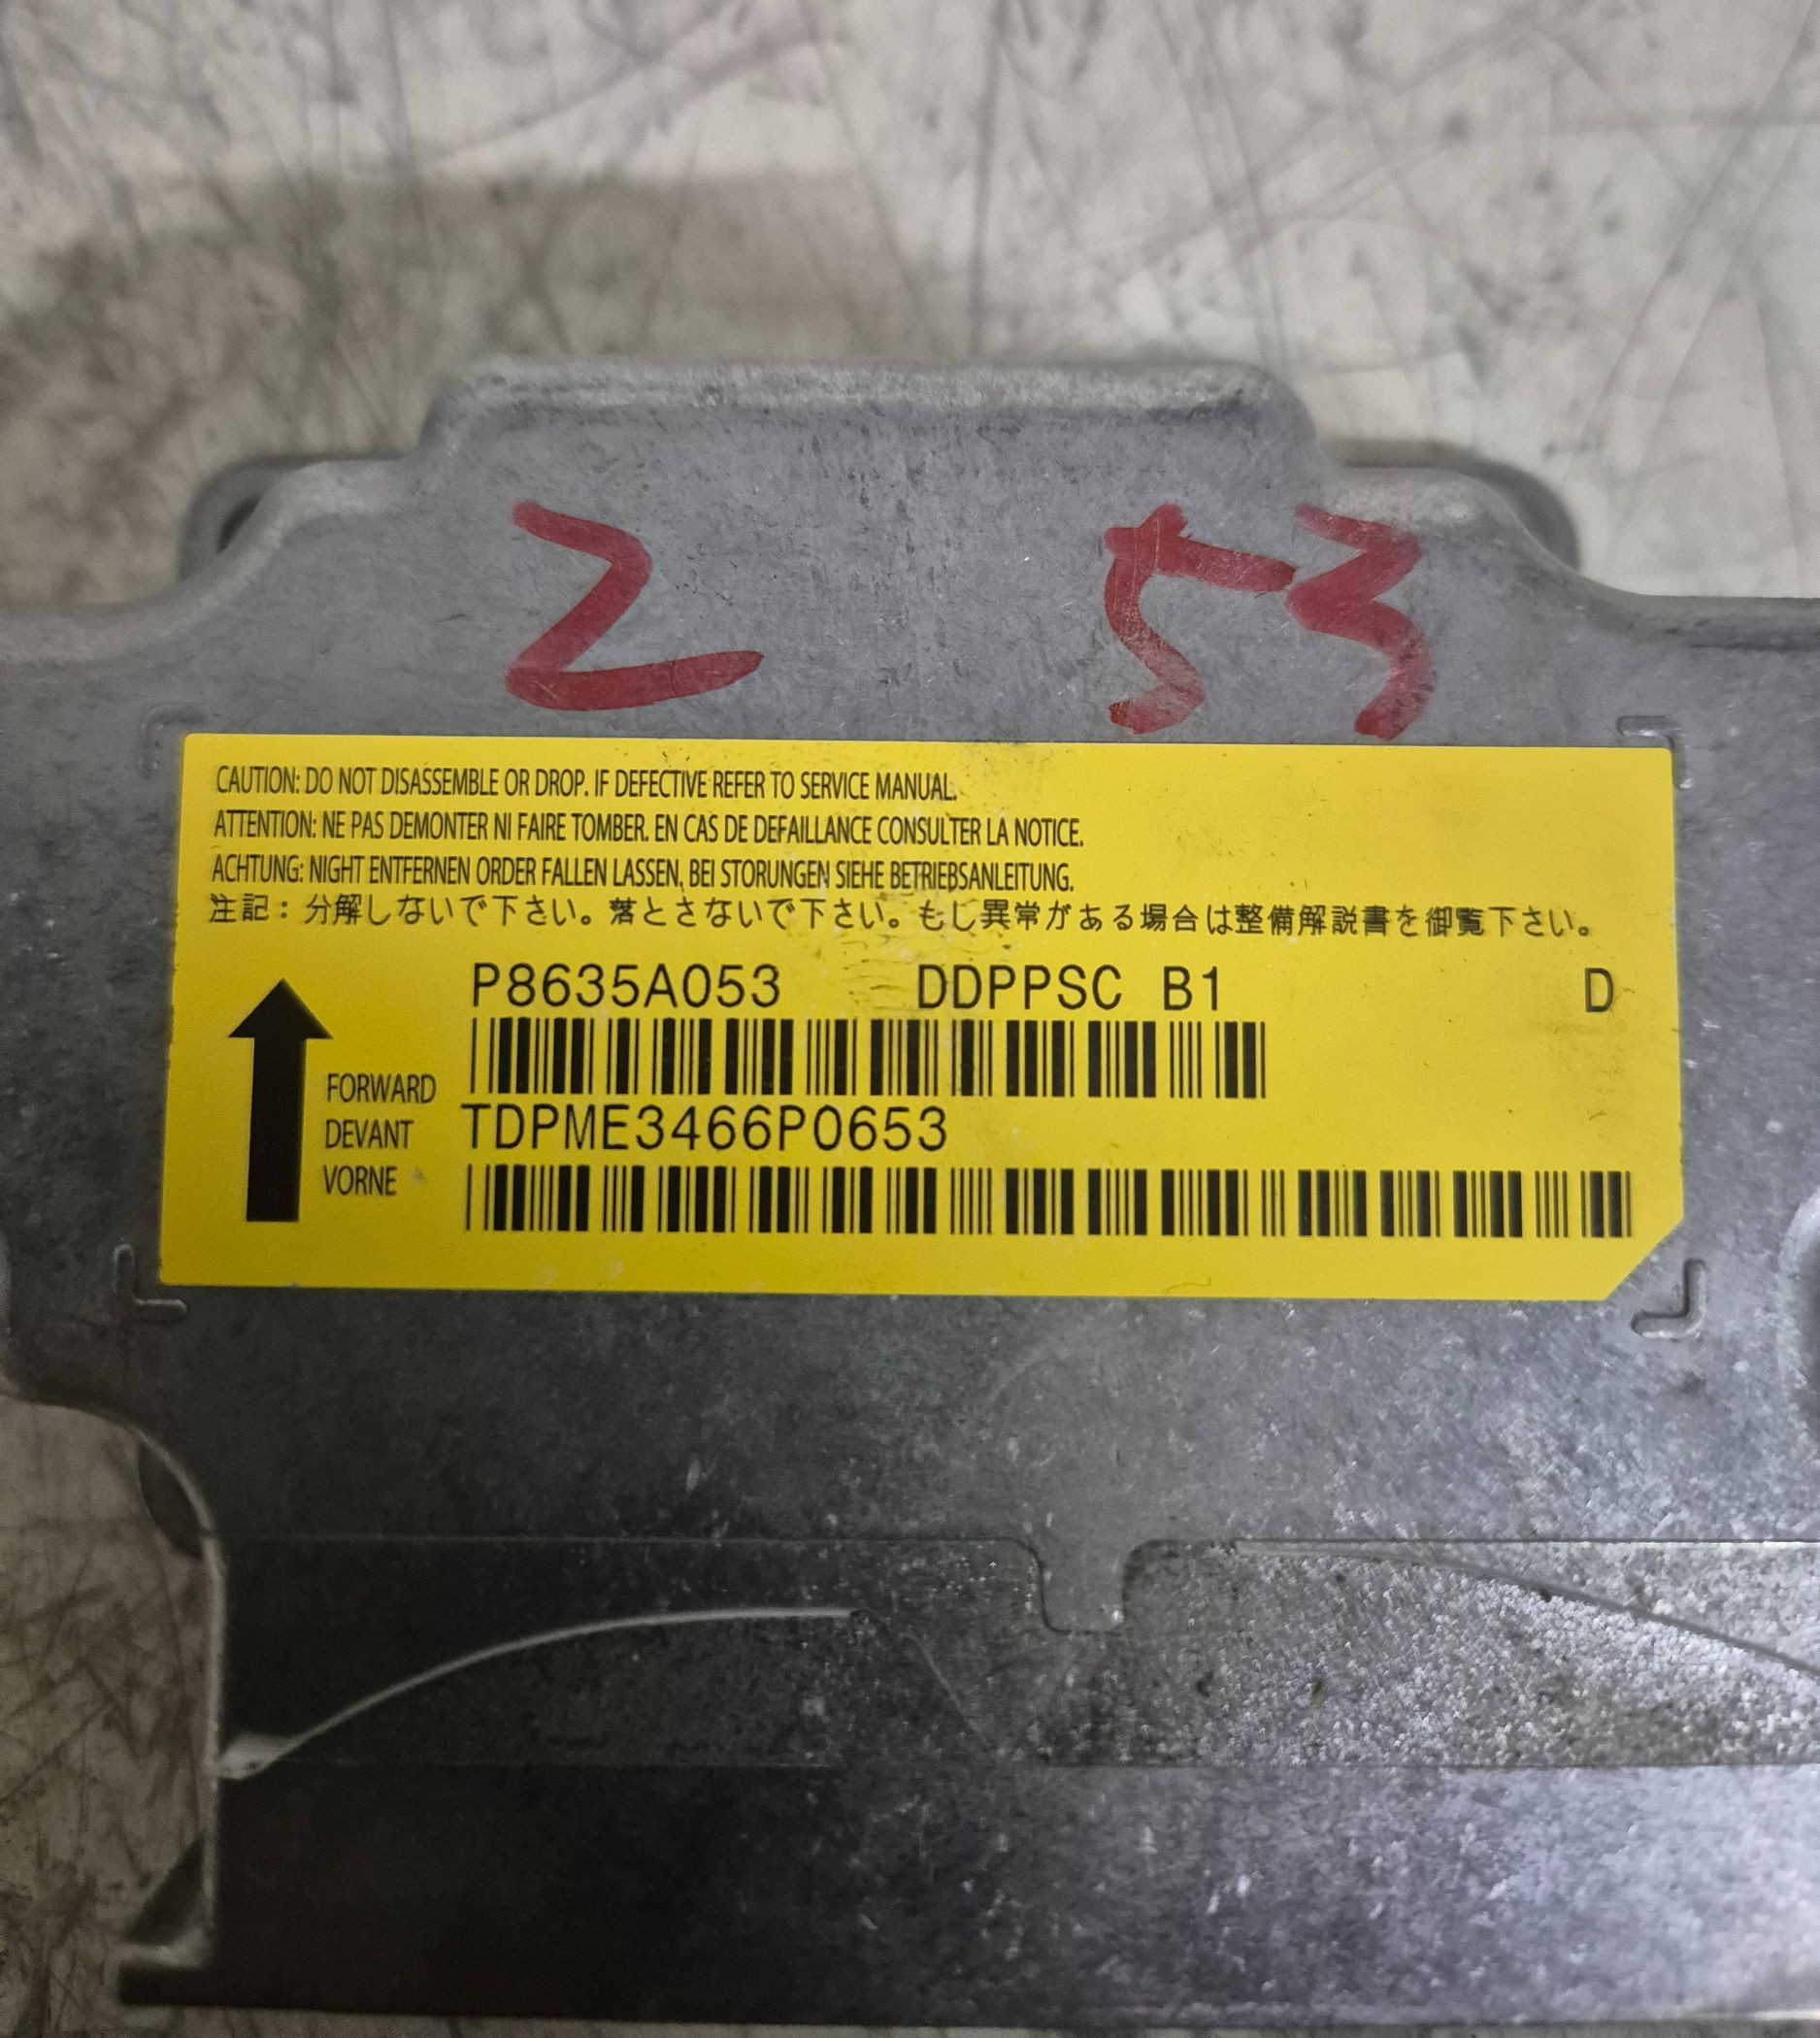 2 53
CAUTION: DO NOT DISASSEMBLE OR DROP. IF DEFECTIVE REFER TO SERVICE MANUAL.
ATTENTION: NE PAS DEMONTER NI FAIRE TOMBER. EN CAS DE DEFAILLANCE CONSULTER LA NOTICE.
ACHTUNG: NIGHT ENTFERNEN ORDER FALLEN LASSEN, BEI STORUNGEN SIEHE BETRIEBSANLEITUNG.
注記：分解しないで下さい。落とさないで下さい。もし異常がある場合は整備解説書を御覧下さい。
P8635A053 DDPPSC B1 D
FORWARD
TDPME3466P0653
DEVANT
VORNE